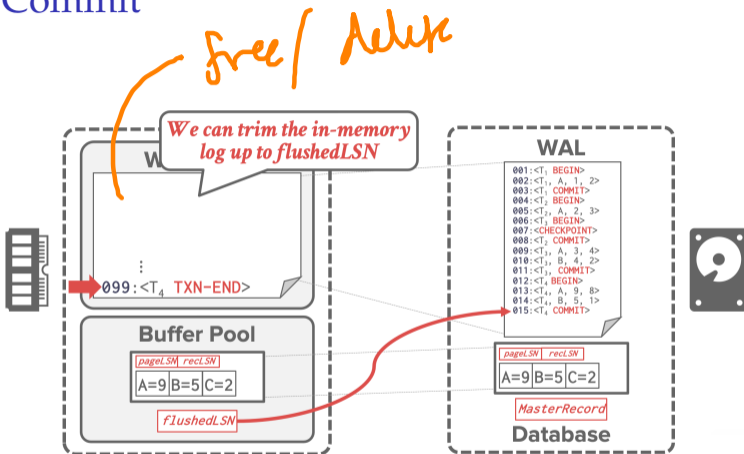 Commit
free/ delete
We can trim the in-memory
log up to flushedLSN
W
⋮
099:<T₄ TXN-END>
Buffer Pool
pageLSN recLSN
A=9 B=5 C=2
flushedLSN
WAL
001:<T₁ BEGIN>
002:<T₁, A, 1, 2>
003:<T₁ COMMIT>
004:<T₂ BEGIN>
005:<T₂, A, 2, 3>
006:<T₃ BEGIN>
007:<CHECKPOINT>
008:<T₂ COMMIT>
009:<T₃, A, 3, 4>
010:<T₃, B, 4, 2>
011:<T₃, COMMIT>
012:<T₄ BEGIN>
013:<T₄, A, 9, 8>
014:<T₄, B, 5, 1>
015:<T₄ COMMIT>
pageLSN recLSN
A=9 B=5 C=2
MasterRecord
Database